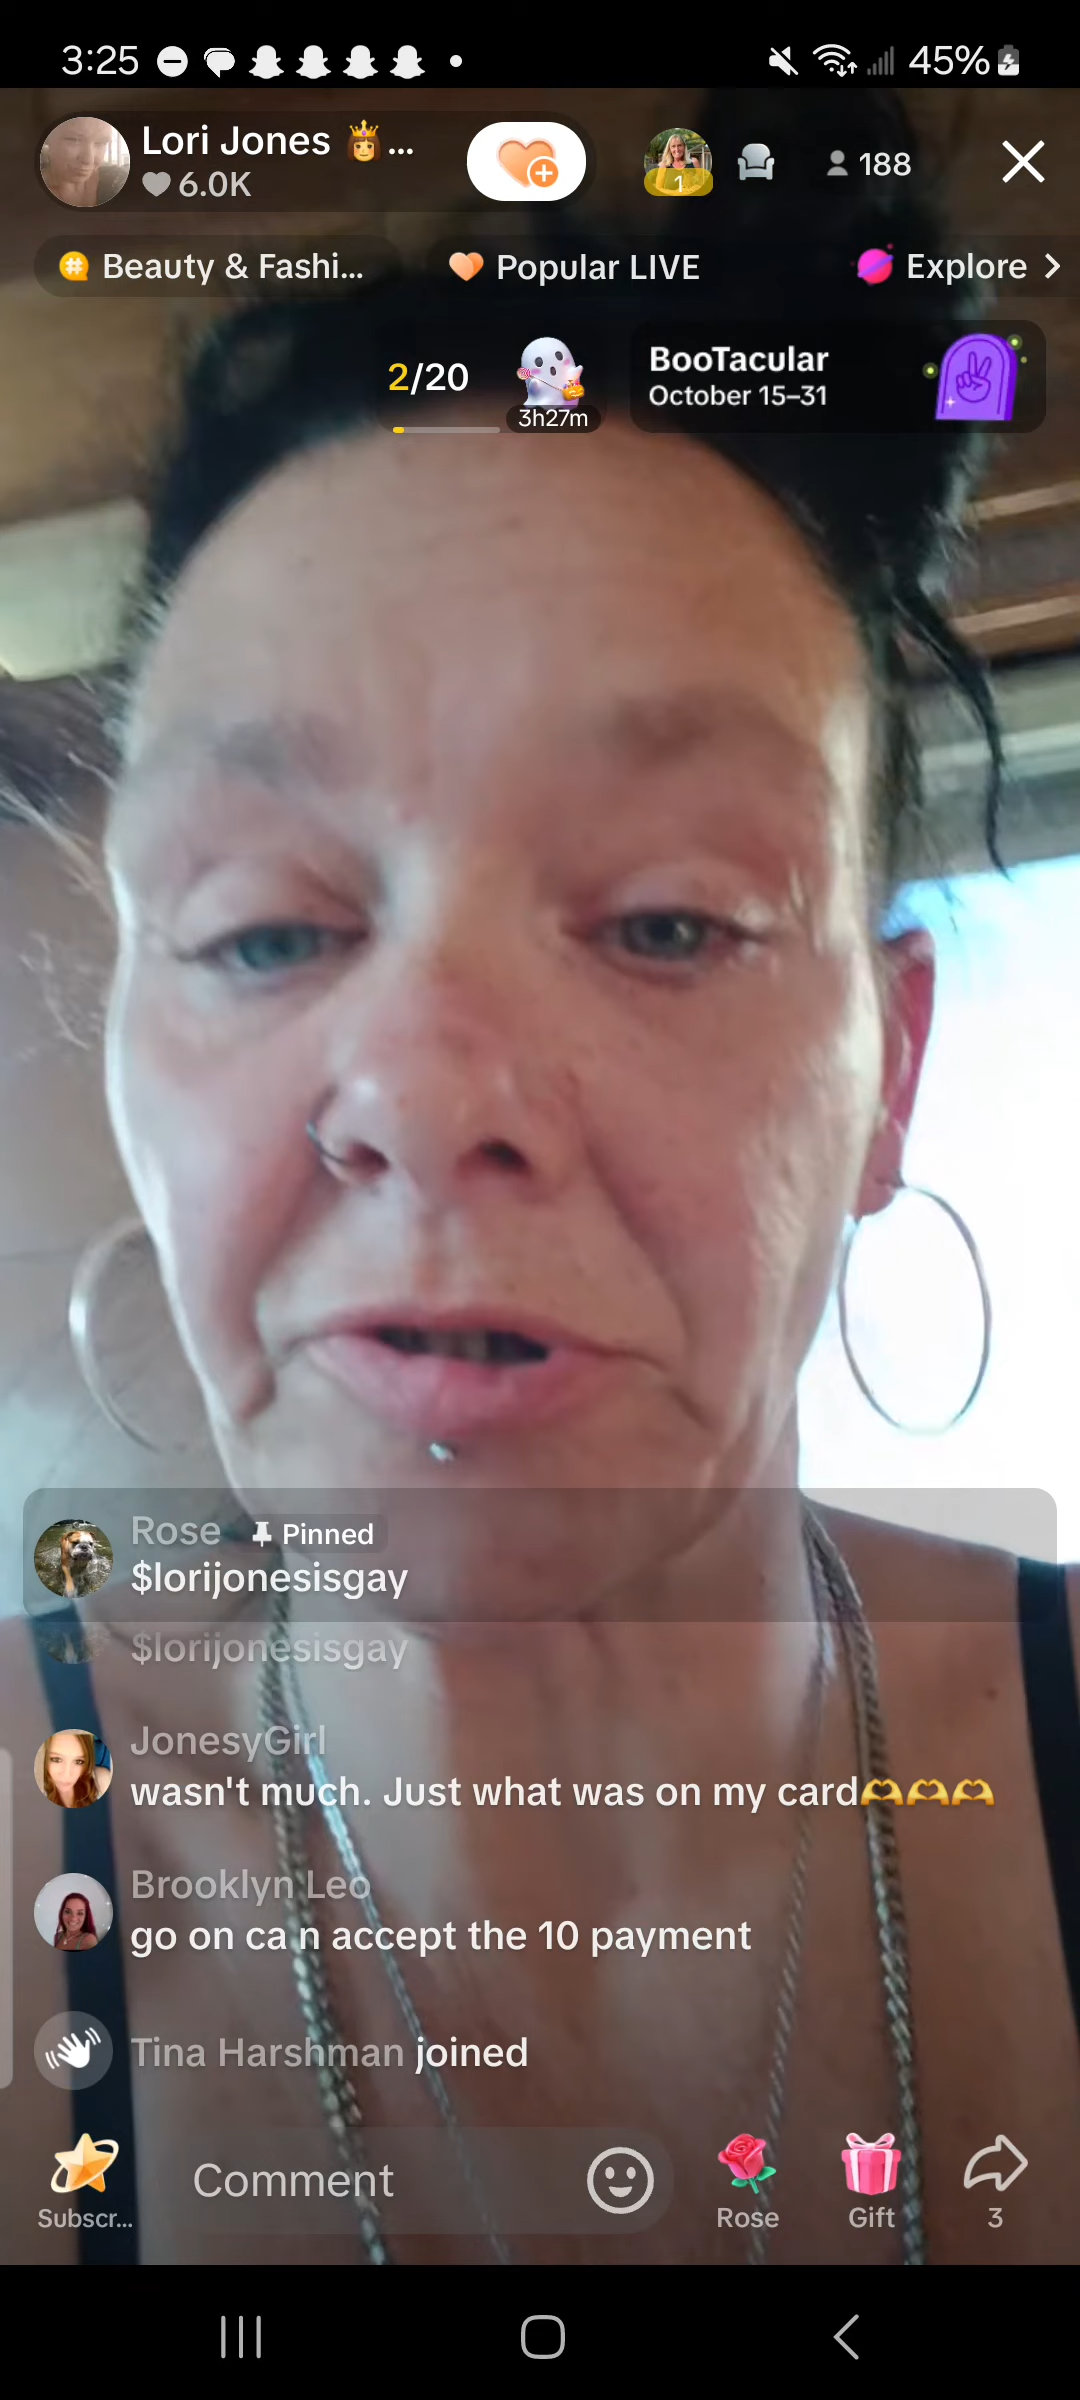 3:25
45%
Lori Jones 👸...
6.0K
1
188
Beauty & Fashi...
Popular LIVE
Explore
2/20
3h27m
BooTacular
October 15–31
Rose Pinned
$lorijonesisgay
$lorijonesisgay
JonesyGirl
wasn't much. Just what was on my card🫶🫶🫶
Brooklyn Leo
go on ca n accept the 10 payment
Tina Harshman joined
Comment
Subscr...
Rose
Gift
3